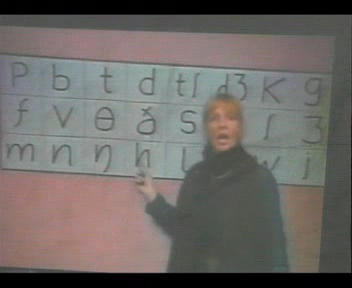 p b t d tʃ dʒ k g
f v θ ð s ʃ ʒ
m n ŋ h l w j